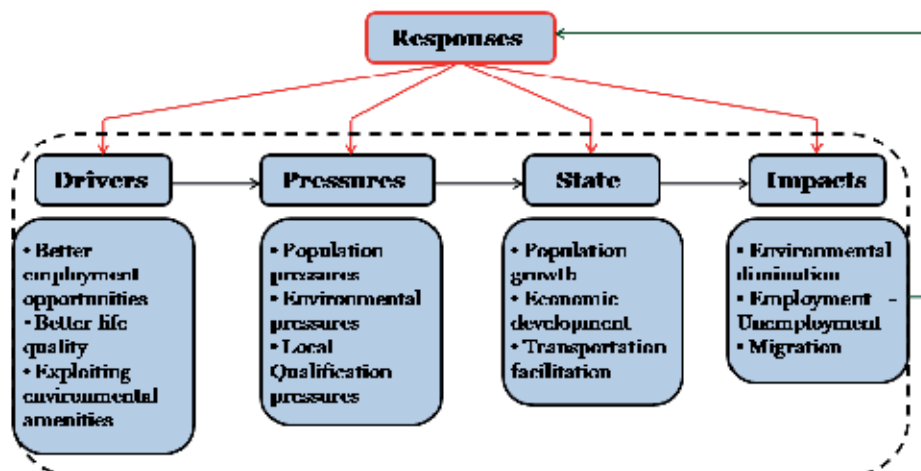 Responses
Drivers
Pressures
State
Impacts
• Better
employment
opportunities
• Better life
quality
• Exploiting
environmental
amenities
• Population
pressures
• Environmental
pressures
• Local
Qualification
pressures
• Population
growth
• Economic
development
• Transportation
facilitation
• Environmental
• Employment -
Unemployment
• Migration